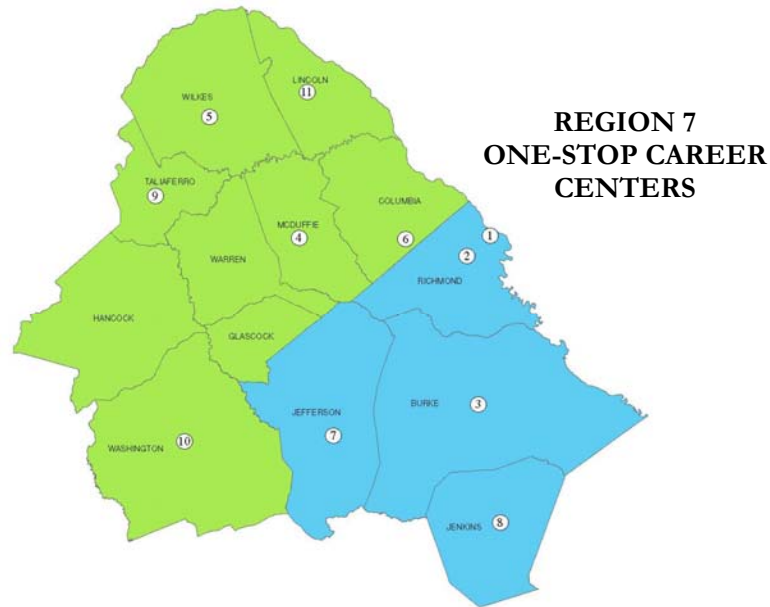 REGION 7
ONE-STOP CAREER
CENTERS
LINCOLN
11
WILKES
5
TALIAFERRO
9
COLUMBIA
6
MCDUFFIE
4
WARREN
1
2
RICHMOND
HANCOCK
GLASCOCK
JEFFERSON
7
BURKE
3
WASHINGTON
10
JENKINS
8